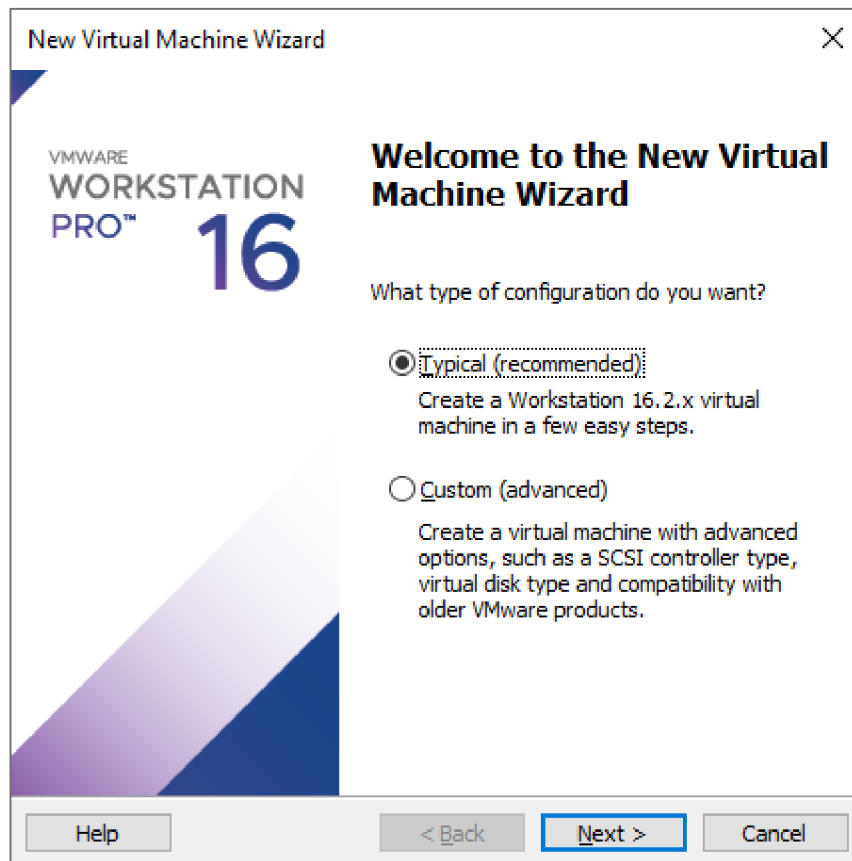 New Virtual Machine Wizard
VMWARE
WORKSTATION
PRO™ 16
Welcome to the New Virtual
Machine Wizard
What type of configuration do you want?
Typical (recommended)
Create a Workstation 16.2.x virtual
machine in a few easy steps.
Custom (advanced)
Create a virtual machine with advanced
options, such as a SCSI controller type,
virtual disk type and compatibility with
older VMware products.
Help < Back Next > Cancel